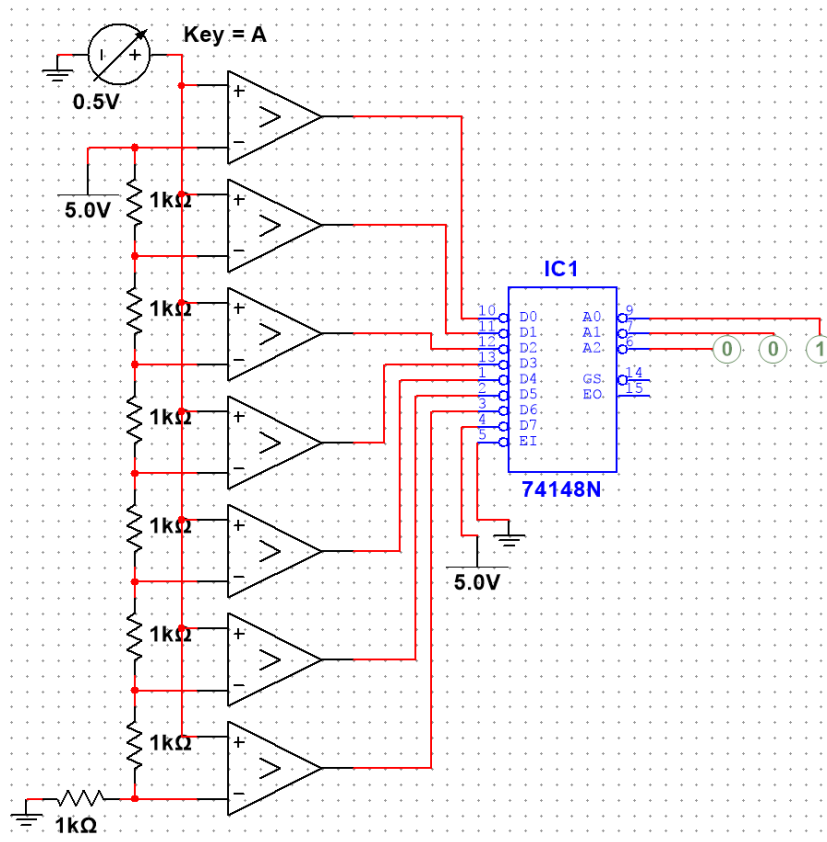 Key = A
+
0.5V
+
>
−
5.0V
1kΩ
+
>
−
1kΩ
+
>
−
1kΩ
+
>
−
1kΩ
+
>
−
1kΩ
+
>
−
1kΩ
+
>
−
1kΩ
IC1
10 D0 A0 9
11 D1 A1 7
12 D2 A2 6
13 D3
1 D4 GS 14
2 D5 EO 15
3 D6
4 D7
5 EI
74148N
0 0 1
5.0V